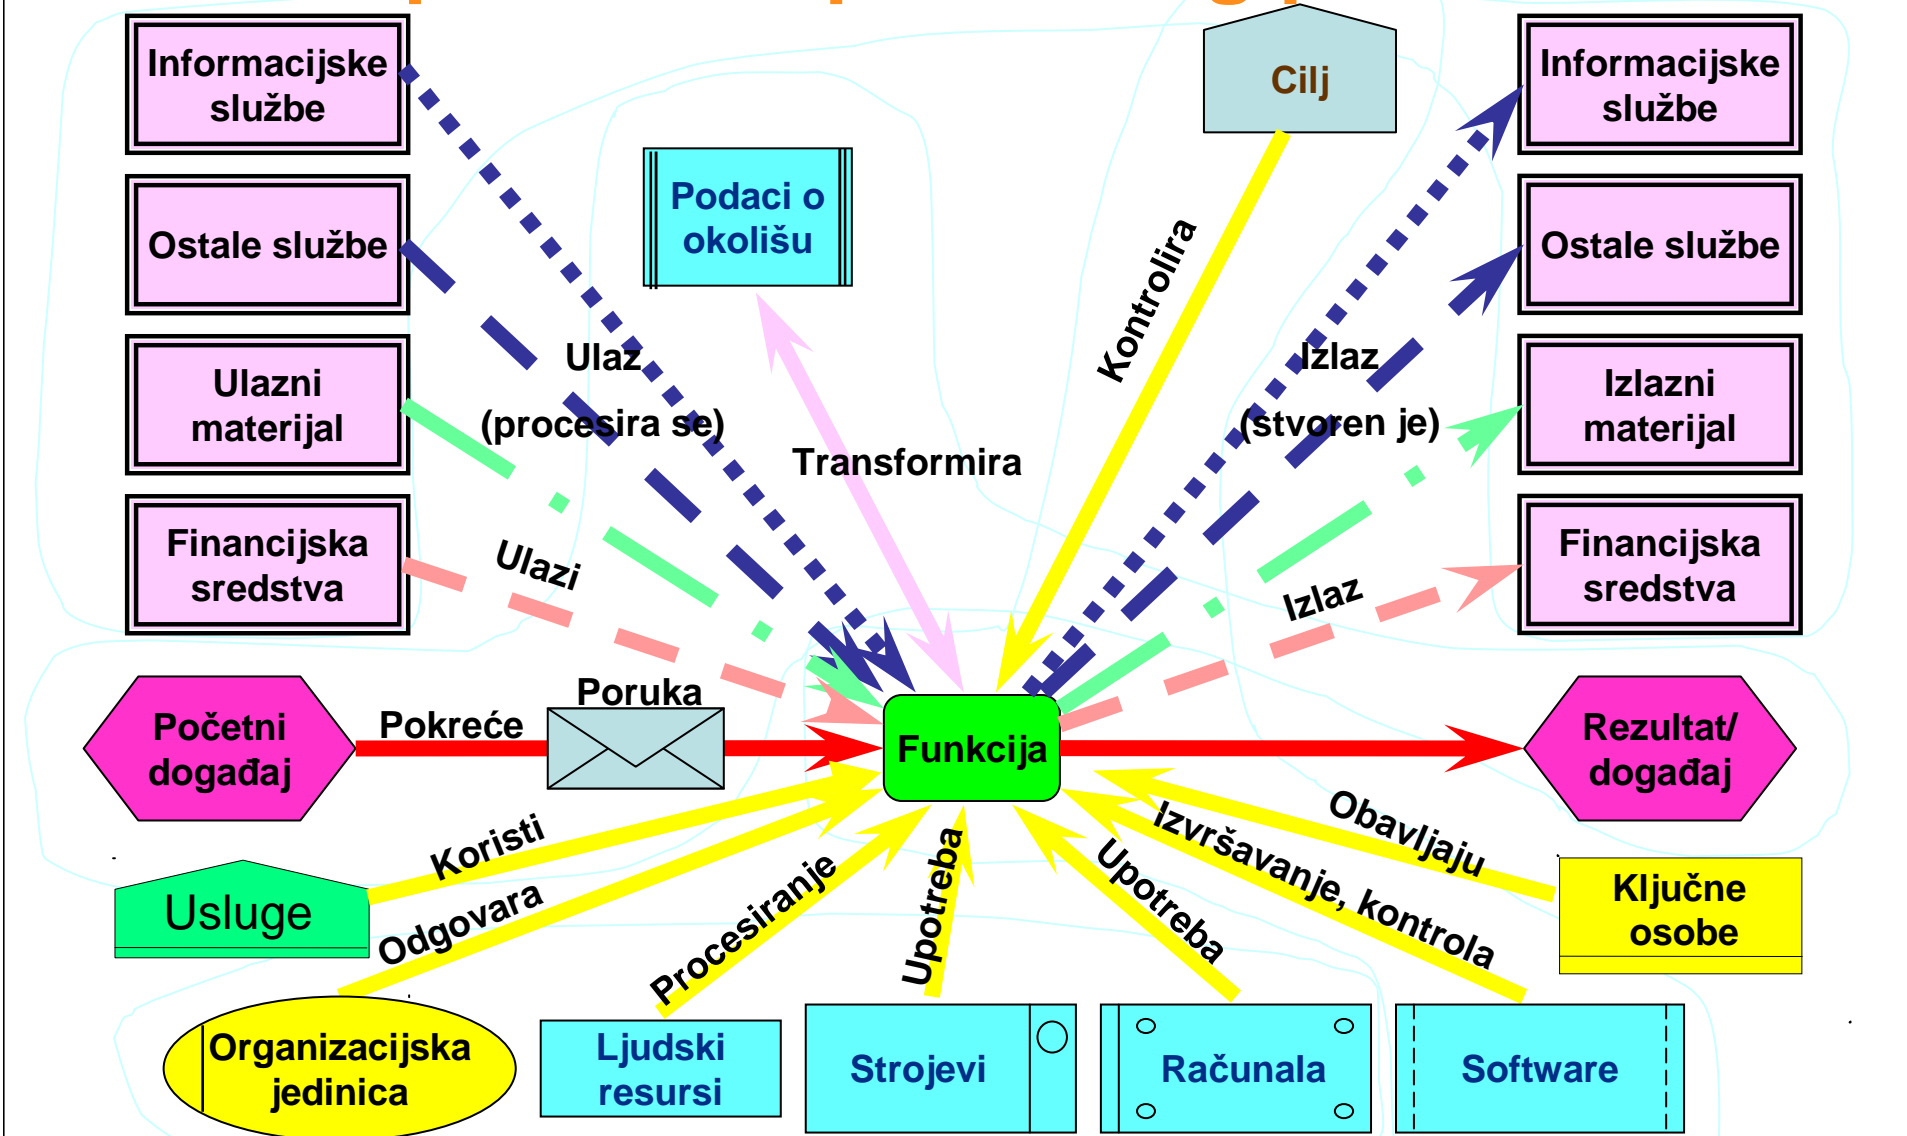 Informacijske
službe
Ostale službe
Ulazni
materijal
Financijska
sredstva
Podaci o
okolišu
Cilj
Informacijske
službe
Ostale službe
Izlazni
materijal
Financijska
sredstva
Ulaz
(procesira se)
Ulazi
Transformira
Kontrolira
Izlaz
(stvoren je)
Izlaz
Početni
događaj
Pokreće
Poruka
Funkcija
Rezultat/
događaj
Usluge
Koristi
Odgovara
Procesiranje
Upotreba
Upotreba
Izvršavanje, kontrola
Obavljaju
Ključne
osobe
Organizacijska
jedinica
Ljudski
resursi
Strojevi
Računala
Software